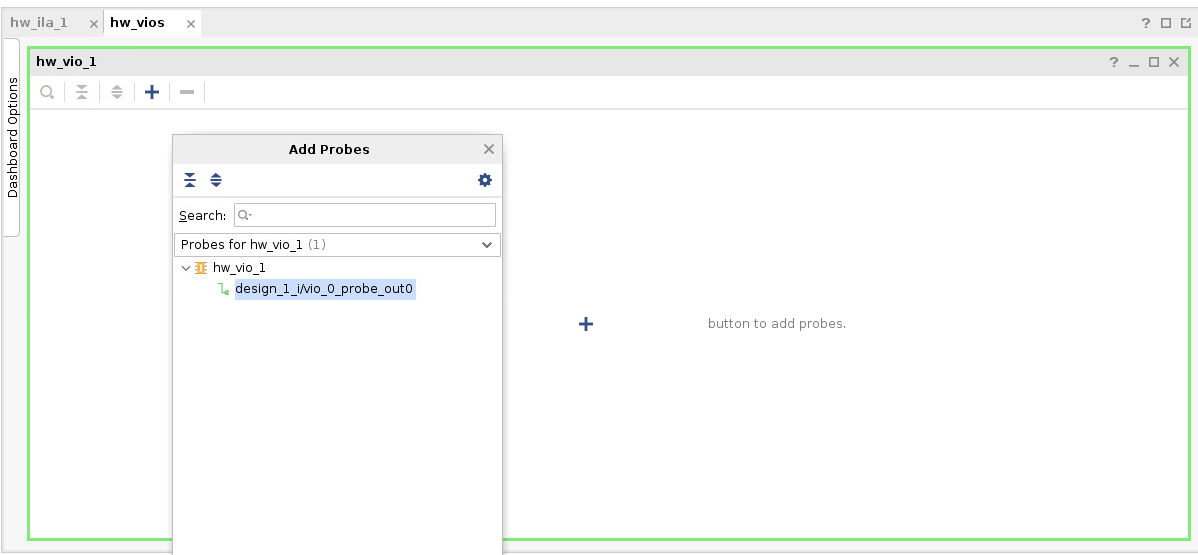 hw_ila_1 × hw_vios × ?
Dashboard Options
hw_vio_1 ?
Add Probes
Search:
Probes for hw_vio_1 (1)
hw_vio_1
design_1_i/vio_0_probe_out0
button to add probes.